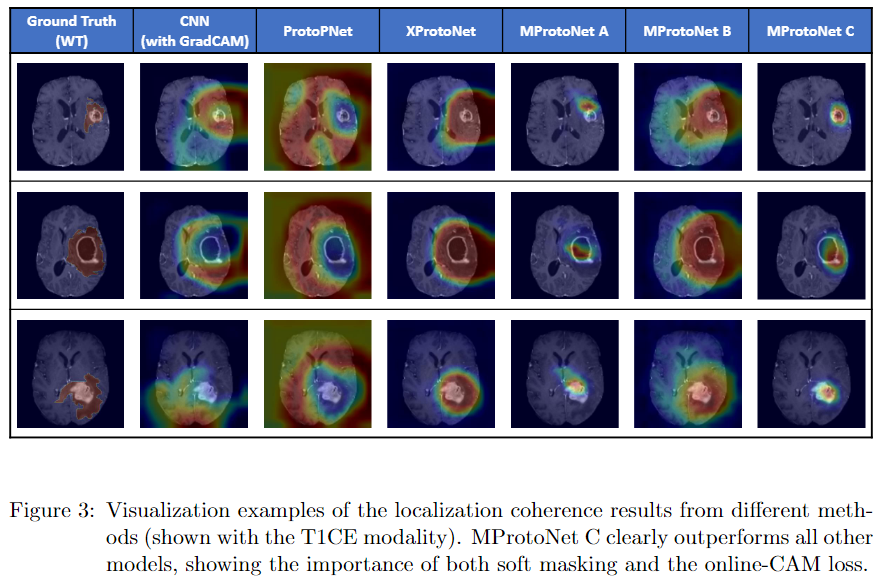 Ground Truth (WT)
CNN (with GradCAM)
ProtoPNet
XProtoNet
MProtoNet A
MProtoNet B
MProtoNet C
Figure 3: Visualization examples of the localization coherence results from different meth-
ods (shown with the T1CE modality). MProtoNet C clearly outperforms all other
models, showing the importance of both soft masking and the online-CAM loss.